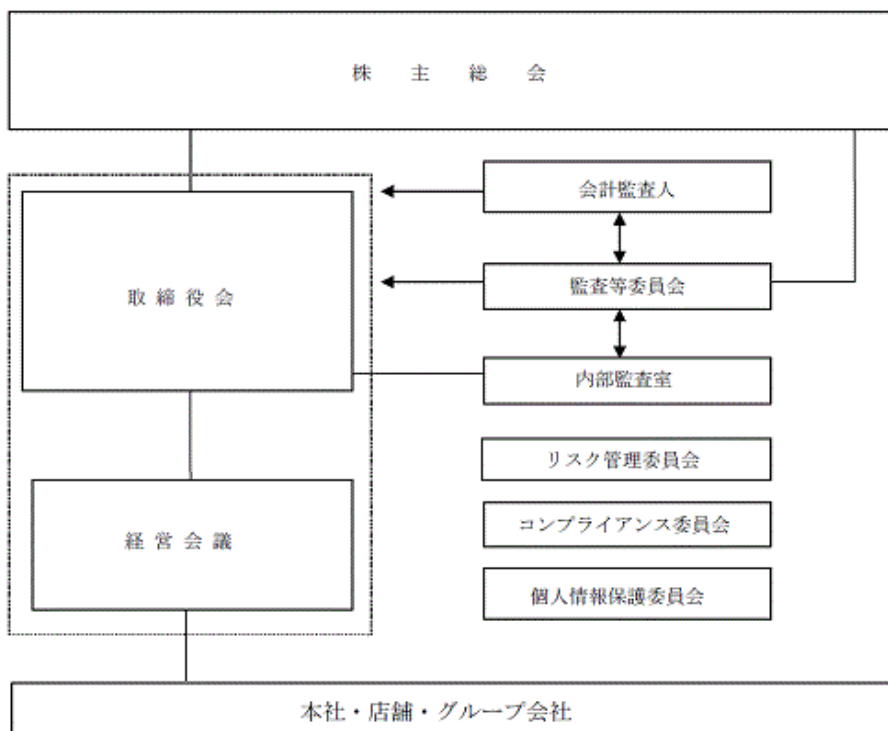 株主総会
会計監査人
取締役会
監査等委員会
内部監査室
リスク管理委員会
経営会議
コンプライアンス委員会
個人情報保護委員会
本社・店舗・グループ会社